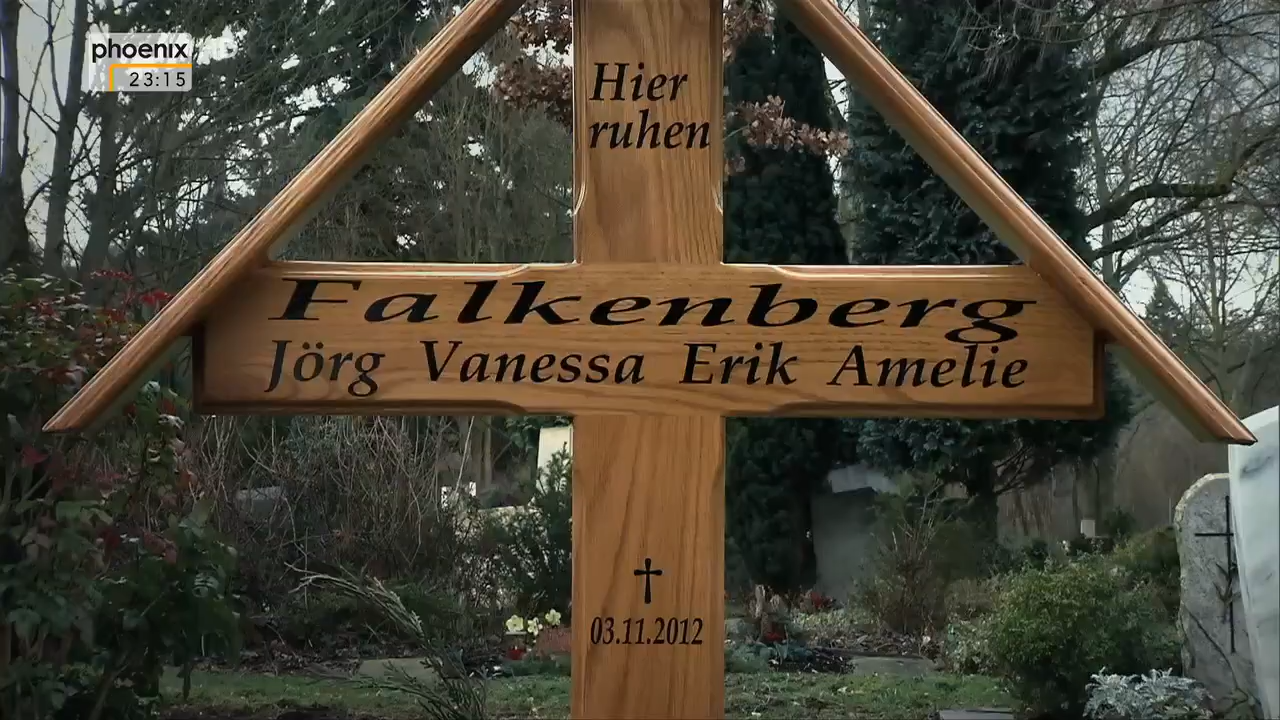 phoenix
23:15
Hier
ruhen
Falkenberg
Jörg Vanessa Erik Amelie
†
03.11.2012